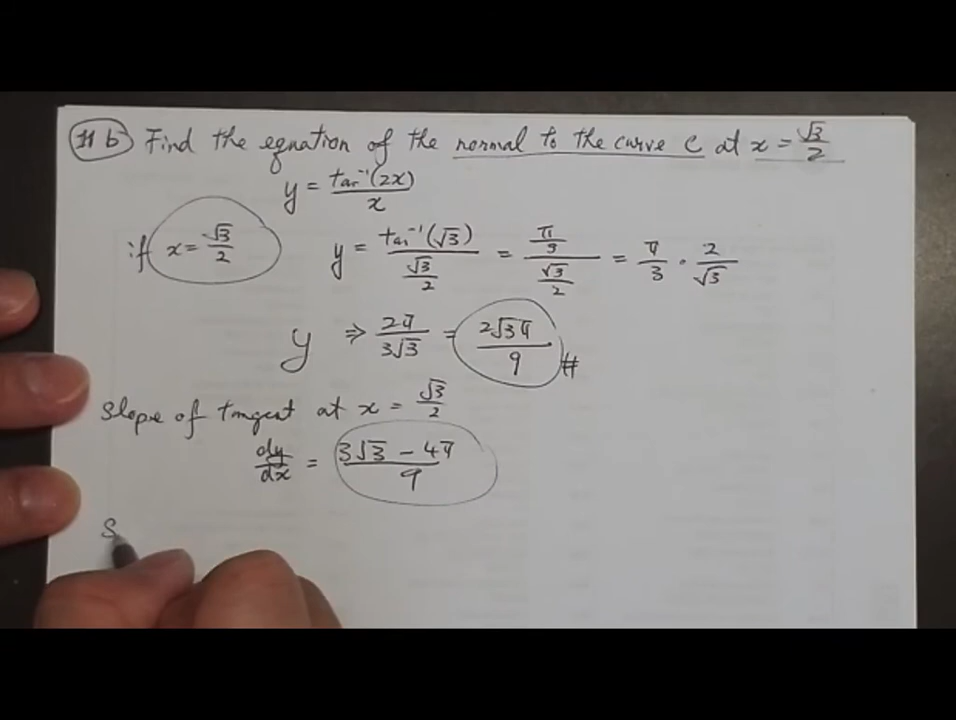 11 b Find the equation of the normal to the curve C at x = √3/2
y = tan⁻¹(2x)/x
if x = √3/2 y = tan⁻¹(√3)/(√3/2) = (π/3)/(√3/2) = π/3 · 2/√3
y ⇒ 2π/3√3 = 2√3π/9 #
Slope of tangent at x = √3/2
dy/dx = (3√3 − 4π)/9
S